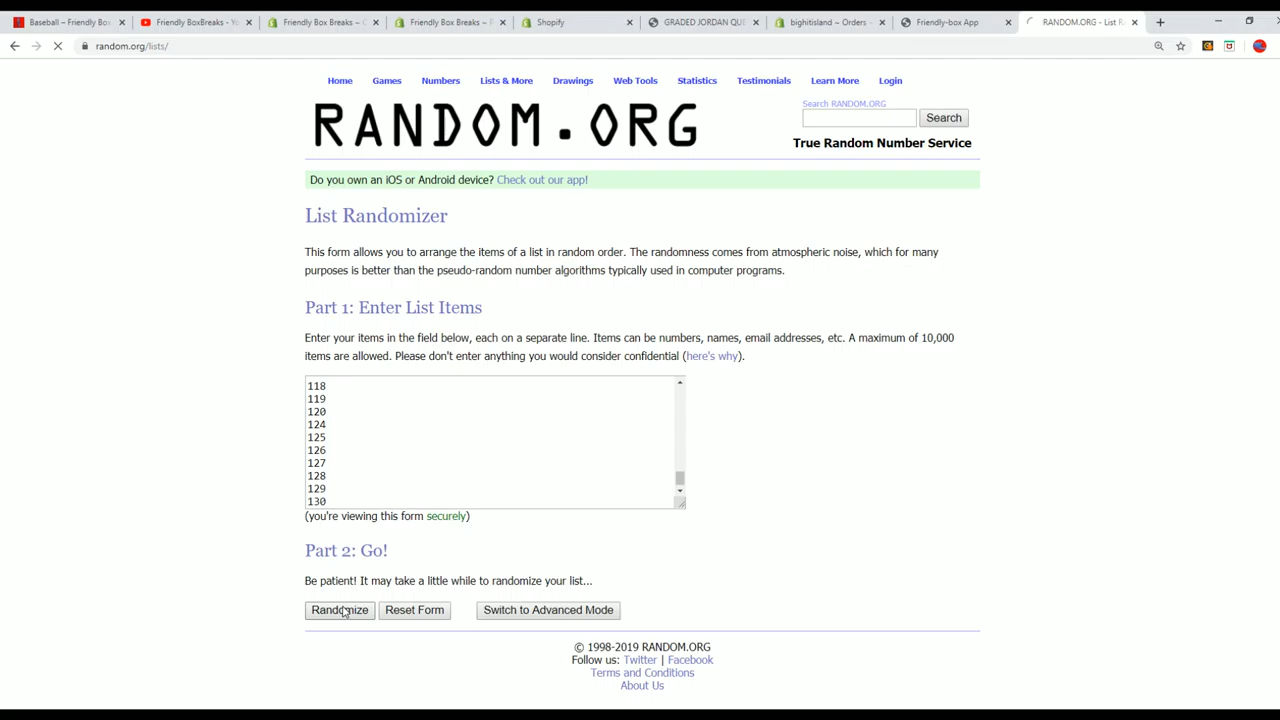 Baseball – Friendly Box
Friendly BoxBreaks - Yo
Friendly Box Breaks ~ C
Friendly Box Breaks ~
Shopify
GRADED JORDAN QUE
bighitisland ~ Orders ~
Friendly-box App
RANDOM.ORG - List R
random.org/lists/
Home Games Numbers Lists & More Drawings Web Tools Statistics Testimonials Learn More Login
RANDOM.ORG
Search RANDOM.ORG
Search
True Random Number Service
Do you own an iOS or Android device? Check out our app!
List Randomizer
This form allows you to arrange the items of a list in random order. The randomness comes from atmospheric noise, which for many
purposes is better than the pseudo-random number algorithms typically used in computer programs.
Part 1: Enter List Items
Enter your items in the field below, each on a separate line. Items can be numbers, names, email addresses, etc. A maximum of 10,000
items are allowed. Please don't enter anything you would consider confidential (here's why).
118
119
120
124
125
126
127
128
129
130
(you're viewing this form securely)
Part 2: Go!
Be patient! It may take a little while to randomize your list...
Randomize Reset Form Switch to Advanced Mode
© 1998-2019 RANDOM.ORG
Follow us: Twitter | Facebook
Terms and Conditions
About Us